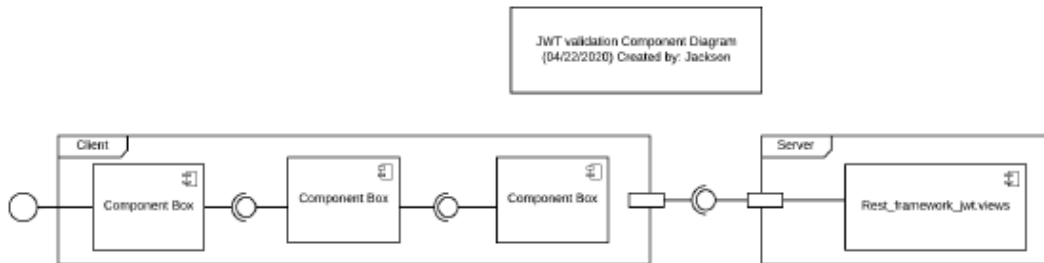 JWT validation Component Diagram
(04/22/2020) Created by: Jackson
Client
Server
Component Box
Component Box
Component Box
Rest_framework_jwt.views